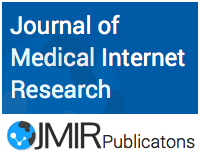 Journal of
Medical Internet
Research
JMIR Publicatons